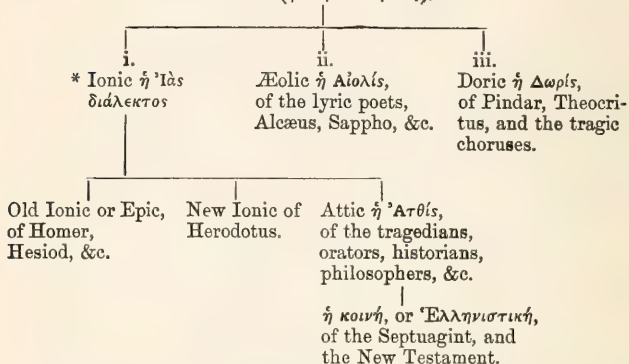 i.
* Ionic ἡ Ἰὰς
διάλεκτος
ii.
Æolic ἡ Αἰολίς,
of the lyric poets,
Alcæus, Sappho, &c.
iii.
Doric ἡ Δωρίς,
of Pindar, Theocri-
tus, and the tragic
choruses.
Old Ionic or Epic,
of Homer,
Hesiod, &c.
New Ionic of
Herodotus.
Attic ἡ Ἀτθίς,
of the tragedians,
orators, historians,
philosophers, &c.
ἡ κοινή, or Ἑλληνιστική,
of the Septuagint, and
the New Testament.